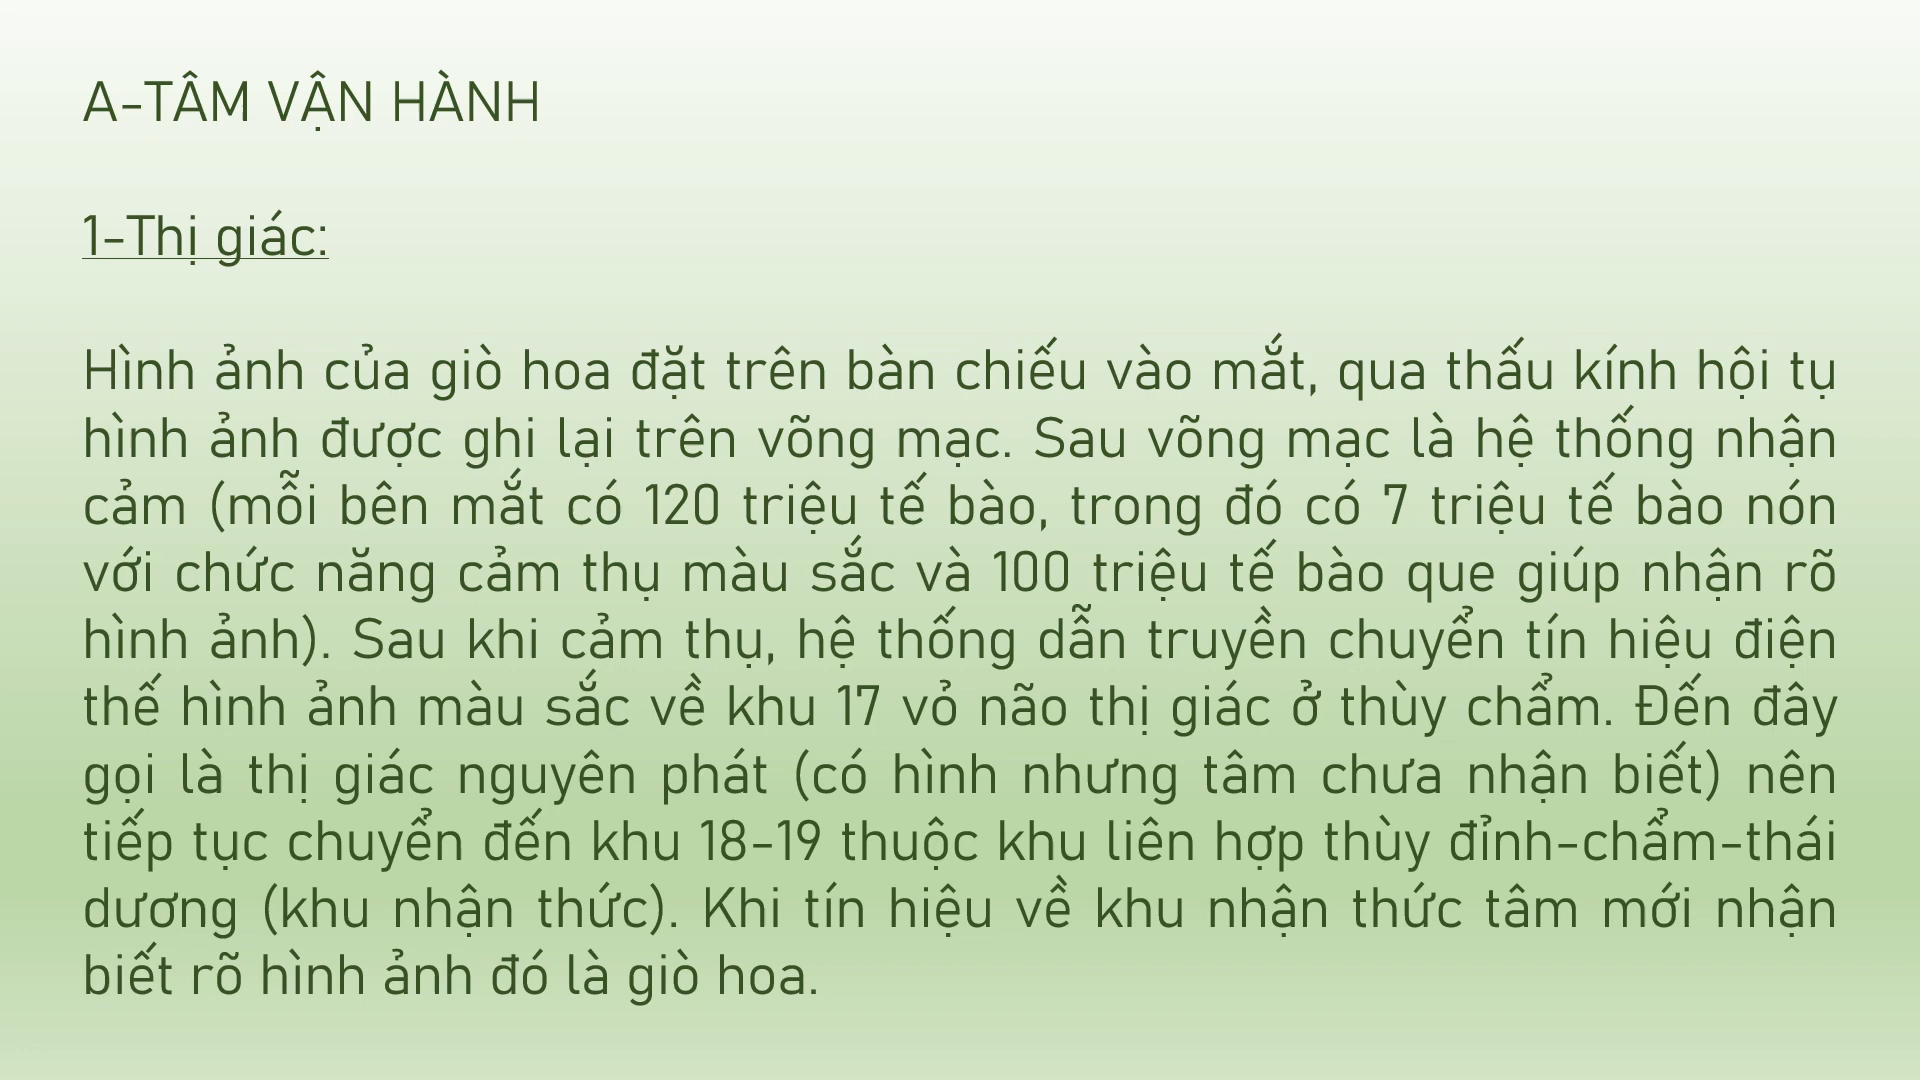 A-TÂM VẬN HÀNH
1-Thị giác:
Hình ảnh của giò hoa đặt trên bàn chiếu vào mắt, qua thấu kính hội tụ
hình ảnh được ghi lại trên võng mạc. Sau võng mạc là hệ thống nhận
cảm (mỗi bên mắt có 120 triệu tế bào, trong đó có 7 triệu tế bào nón
với chức năng cảm thụ màu sắc và 100 triệu tế bào que giúp nhận rõ
hình ảnh). Sau khi cảm thụ, hệ thống dẫn truyền chuyển tín hiệu điện
thế hình ảnh màu sắc về khu 17 vỏ não thị giác ở thùy chẩm. Đến đây
gọi là thị giác nguyên phát (có hình nhưng tâm chưa nhận biết) nên
tiếp tục chuyển đến khu 18-19 thuộc khu liên hợp thùy đỉnh-chẩm-thái
dương (khu nhận thức). Khi tín hiệu về khu nhận thức tâm mới nhận
biết rõ hình ảnh đó là giò hoa.